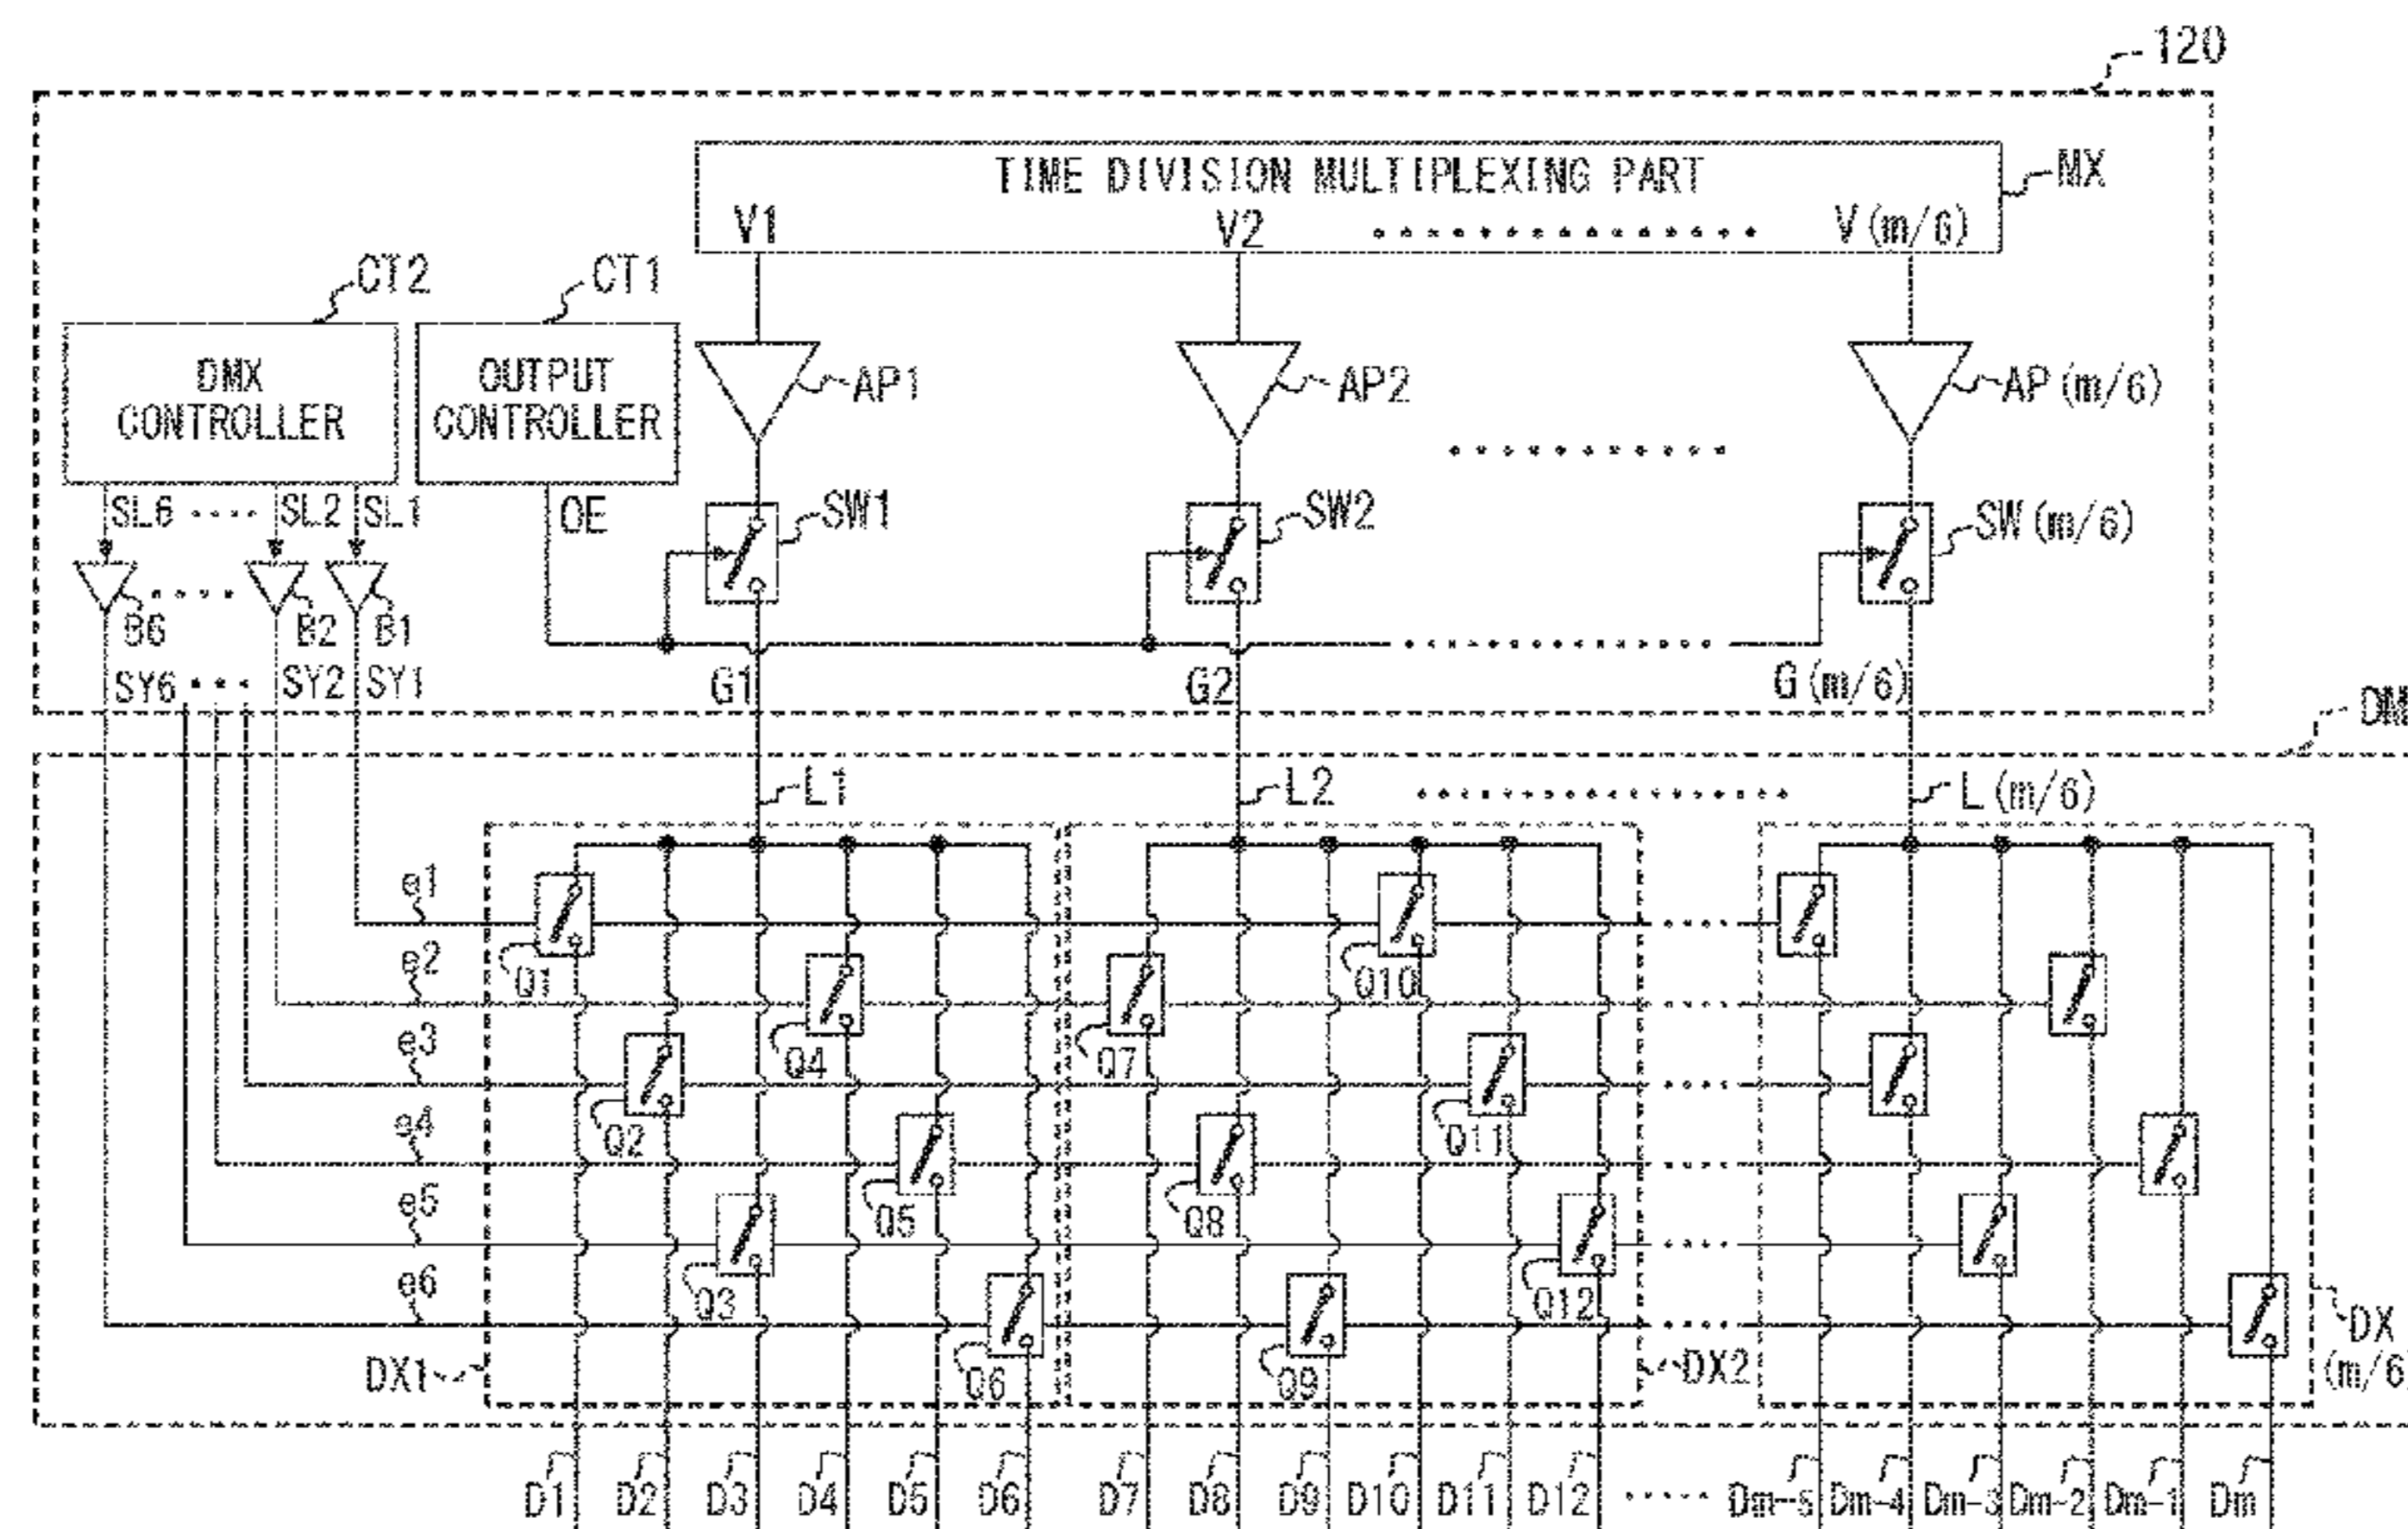 120
TIME DIVISION MULTIPLEXING PART
MX
V1
V2
V(m/6)
CT2
CT1
DMX
CONTROLLER
OUTPUT
CONTROLLER
AP1
AP2
AP(m/6)
SL6
SL2
SL1
OE
SW1
SW2
SW(m/6)
B6
B2
B1
SY6
SY2
SY1
G1
G2
G(m/6)
L1
L2
L(m/6)
e1
e2
e3
e4
e5
e6
Q1
Q10
Q4
Q7
Q2
Q11
Q5
Q8
Q3
Q12
Q6
Q9
DX1
DX2
DX
(m/6)
D1
D2
D3
D4
D5
D6
D7
D8
D9
D10
D11
D12
Dm-5
Dm-4
Dm-3
Dm-2
Dm-1
Dm